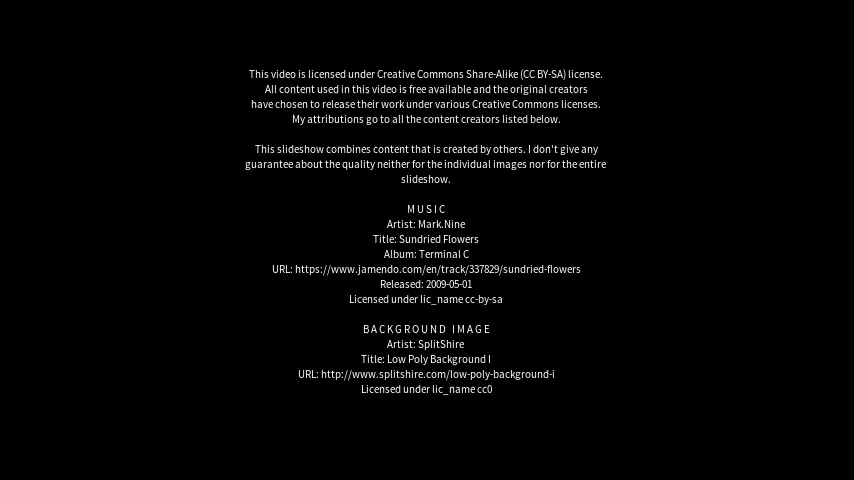 This video is licensed under Creative Commons Share-Alike (CC BY-SA) license.
All content used in this video is free available and the original creators
have chosen to release their work under various Creative Commons licenses.
My attributions go to all the content creators listed below.
This slideshow combines content that is created by others. I don't give any
guarantee about the quality neither for the individual images nor for the entire
slideshow.
MUSIC
Artist: Mark.Nine
Title: Sundried Flowers
Album: Terminal C
URL: https://www.jamendo.com/en/track/337829/sundried-flowers
Released: 2009-05-01
Licensed under lic_name cc-by-sa
BACKGROUND IMAGE
Artist: SplitShire
Title: Low Poly Background I
URL: http://www.splitshire.com/low-poly-background-i
Licensed under lic_name cc0